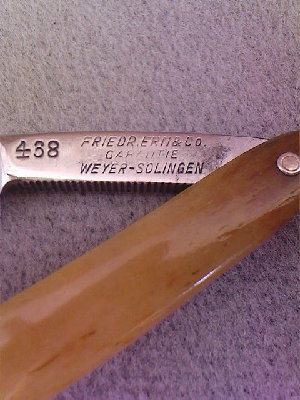 438
FRIEDR. ERN & CO.
GARANTIE
WEYER-SOLINGEN